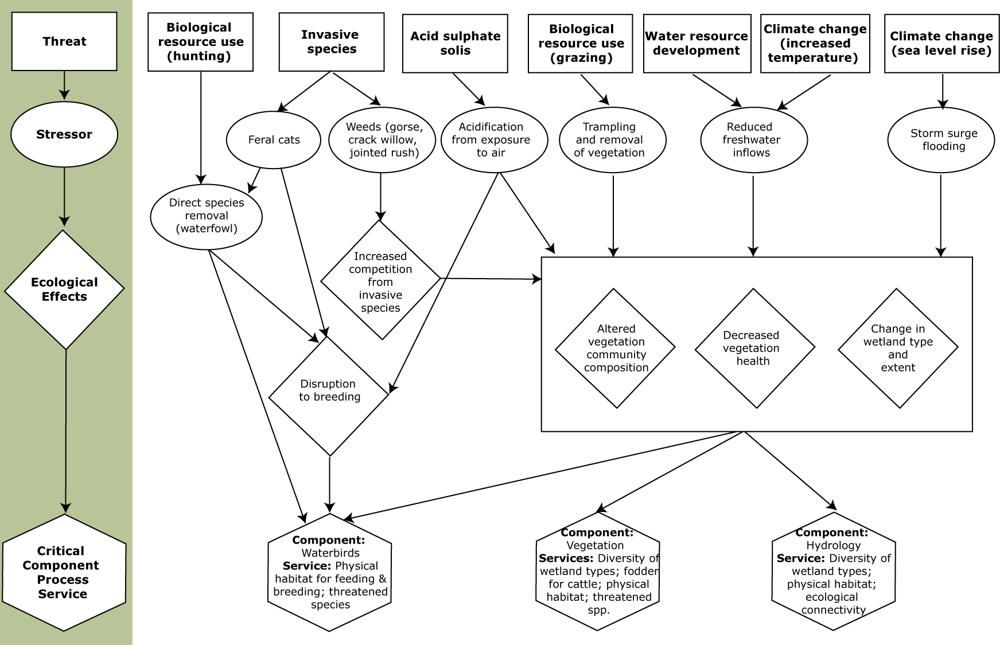 Threat
Stressor
Ecological
Effects
Critical
Component
Process
Service
Biological
resource use
(hunting)
Invasive
species
Acid sulphate
solis
Biological
resource use
(grazing)
Water resource
development
Climate change
(increased
temperature)
Climate change
(sea level rise)
Feral cats
Weeds (gorse,
crack willow,
jointed rush)
Acidification
from exposure
to air
Trampling
and removal
of vegetation
Reduced
freshwater
inflows
Storm surge
flooding
Direct species
removal
(waterfowl)
Increased
competition
from
invasive
species
Disruption
to breeding
Altered
vegetation
community
composition
Decreased
vegetation
health
Change in
wetland type
and
extent
Component:
Waterbirds
Service: Physical
habitat for feeding &
breeding; threatened
species
Component:
Vegetation
Services: Diversity of
wetland types; fodder
for cattle; physical
habitat; threatened
spp.
Component:
Hydrology
Service: Diversity of
wetland types;
physical habitat;
ecological
connectivity